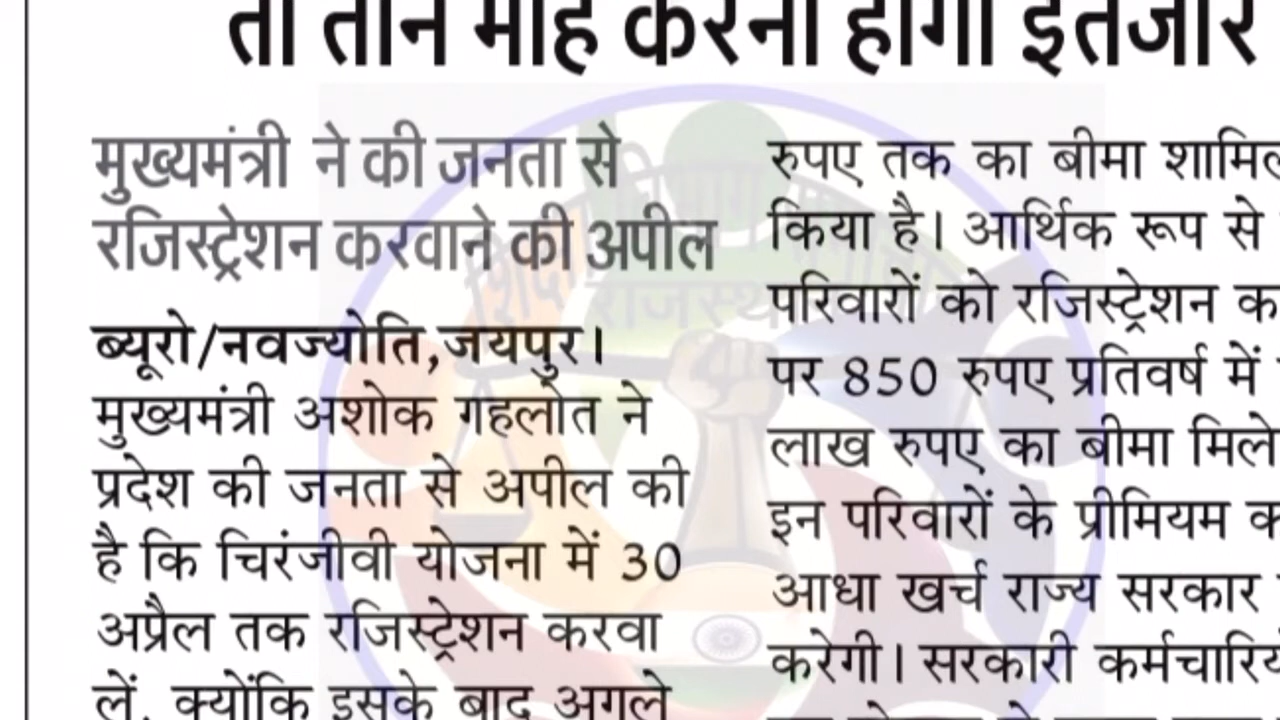 तो तीन माह करना होगा इंतजार
मुख्यमंत्री ने की जनता से
रजिस्ट्रेशन करवाने की अपील
ब्यूरो/नवज्योति,जयपुर।
मुख्यमंत्री अशोक गहलोत ने
प्रदेश की जनता से अपील की
है कि चिरंजीवी योजना में 30
अप्रैल तक रजिस्ट्रेशन करवा
लें, क्योंकि इसके बाद अगले
रुपए तक का बीमा शामिल
किया है। आर्थिक रूप से
परिवारों को रजिस्ट्रेशन क
पर 850 रुपए प्रतिवर्ष में
लाख रुपए का बीमा मिले
इन परिवारों के प्रीमियम क
आधा खर्च राज्य सरकार
करेगी। सरकारी कर्मचारिय